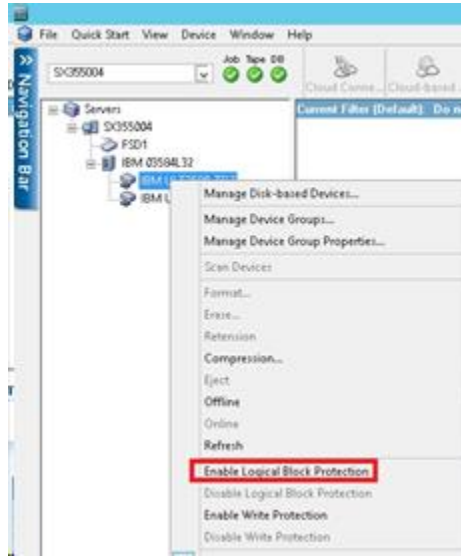 File Quick Start View Device Window Help
Navigation Bar
SX355004
Job Tape DB
Cloud Conne...
Cloud-based
Current Filter (Default): Do n
Servers
SX355004
FSD1
IBM 03584L32
IBM
IBM
Manage Disk-based Devices...
Manage Device Groups...
Manage Device Group Properties...
Scan Devices
Format...
Erase...
Retension
Compression...
Eject
Offline
Online
Refresh
Enable Logical Block Protection
Disable Logical Block Protection
Enable Write Protection
Disable Write Protection